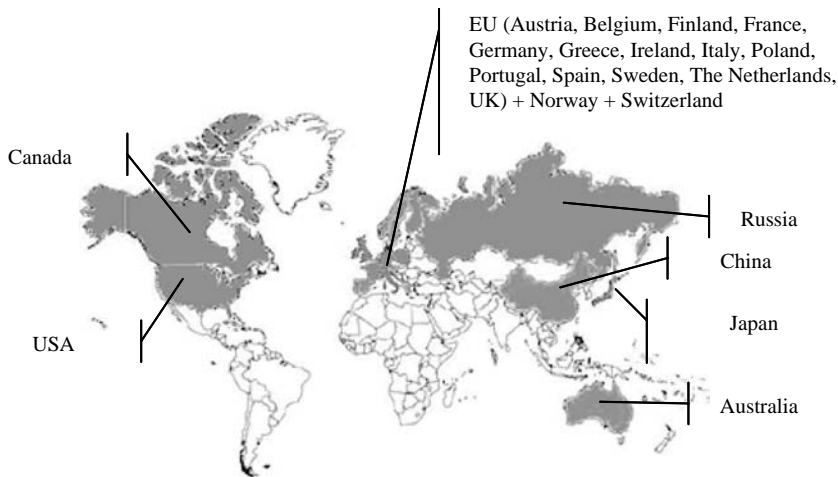 EU (Austria, Belgium, Finland, France,
Germany, Greece, Ireland, Italy, Poland,
Portugal, Spain, Sweden, The Netherlands,
UK) + Norway + Switzerland
Canada
Russia
China
Japan
USA
Australia